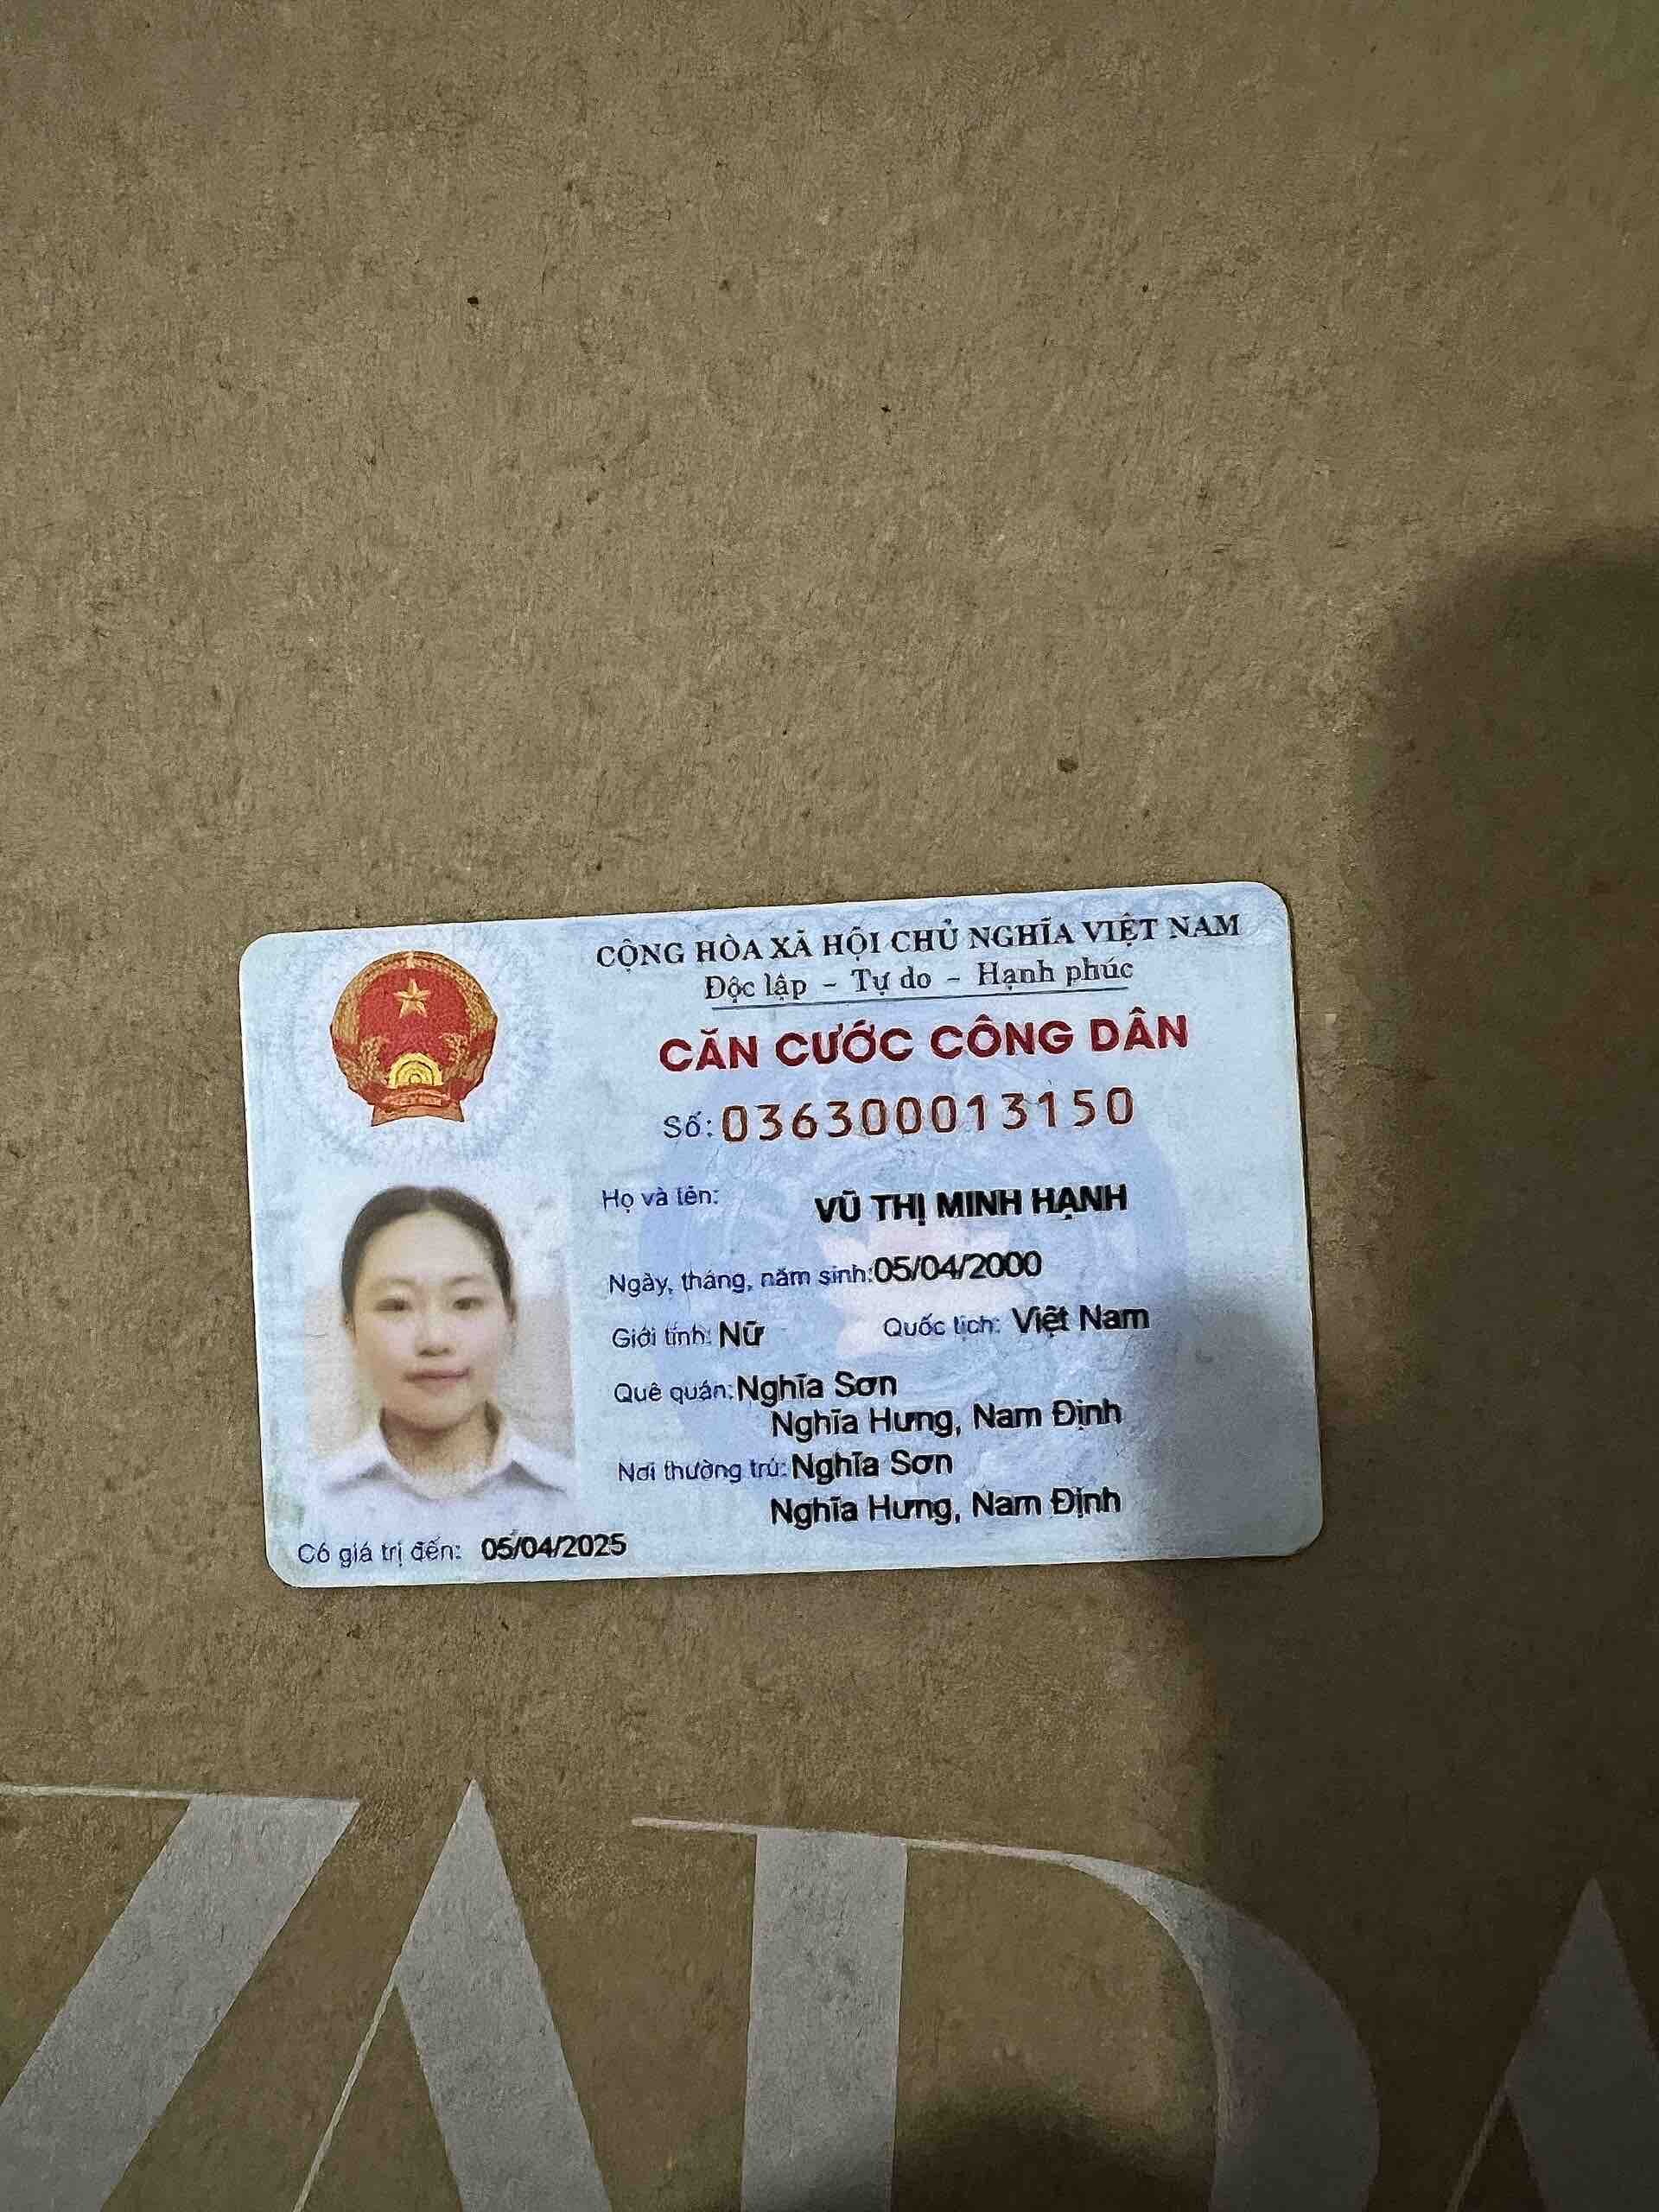 CỘNG HÒA XÃ HỘI CHỦ NGHĨA VIỆT NAM
Độc lập - Tự do - Hạnh phúc
CĂN CƯỚC CÔNG DÂN
Số: 036300013150
Họ và tên: VŨ THỊ MINH HẠNH
Ngày, tháng, năm sinh: 05/04/2000
Giới tính: Nữ Quốc tịch: Việt Nam
Quê quán: Nghĩa Sơn
Nghĩa Hưng, Nam Định
Nơi thường trú: Nghĩa Sơn
Nghĩa Hưng, Nam Định
Có giá trị đến: 05/04/2025
ZARA